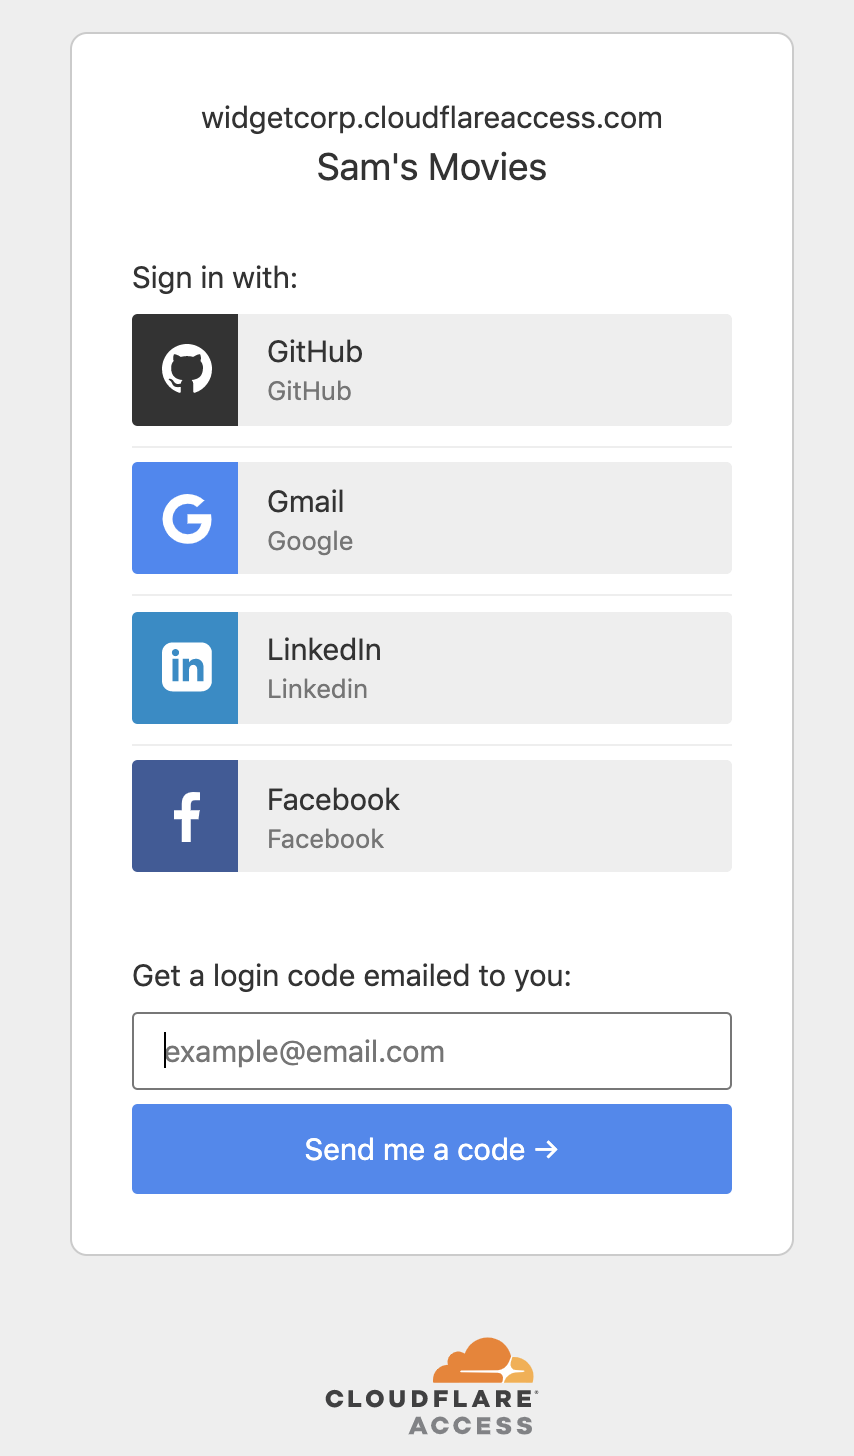 widgetcorp.cloudflareaccess.com
Sam's Movies
Sign in with:
GitHub
GitHub
Gmail
Google
LinkedIn
Linkedin
Facebook
Facebook
Get a login code emailed to you:
example@email.com
Send me a code →
CLOUDFLARE
ACCESS